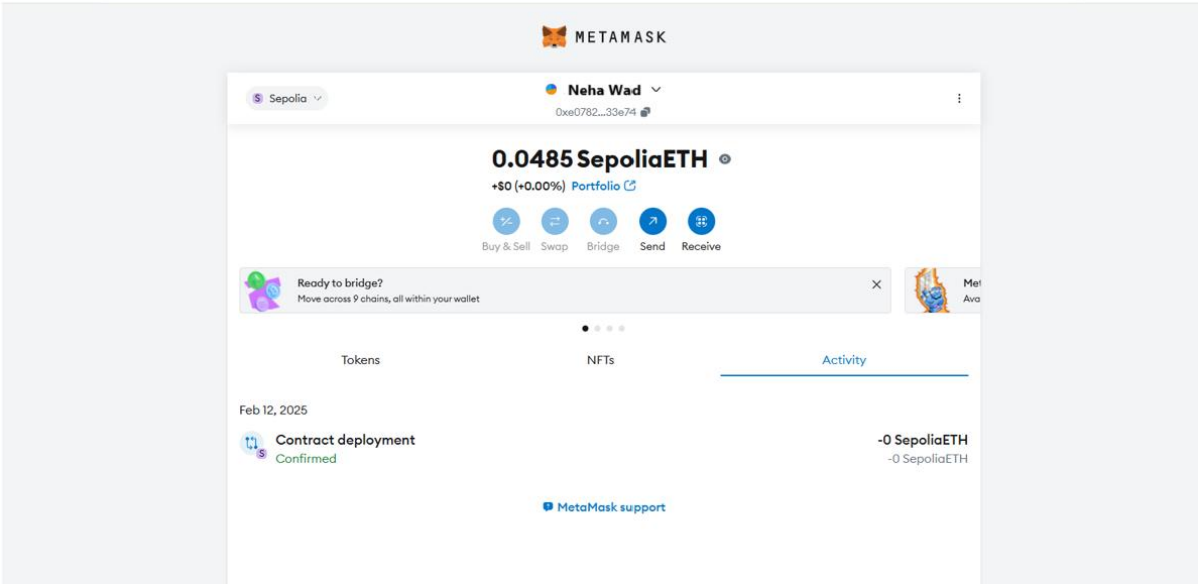 METAMASK
S Sepolia
Neha Wad
0xe0782...33e74
0.0485 SepoliaETH
+$0 (+0.00%) Portfolio
Buy & Sell Swap Bridge Send Receive
Ready to bridge?
Move across 9 chains, all within your wallet
Met
Ava
Tokens NFTs Activity
Feb 12, 2025
Contract deployment -0 SepoliaETH
S
Confirmed -0 SepoliaETH
MetaMask support